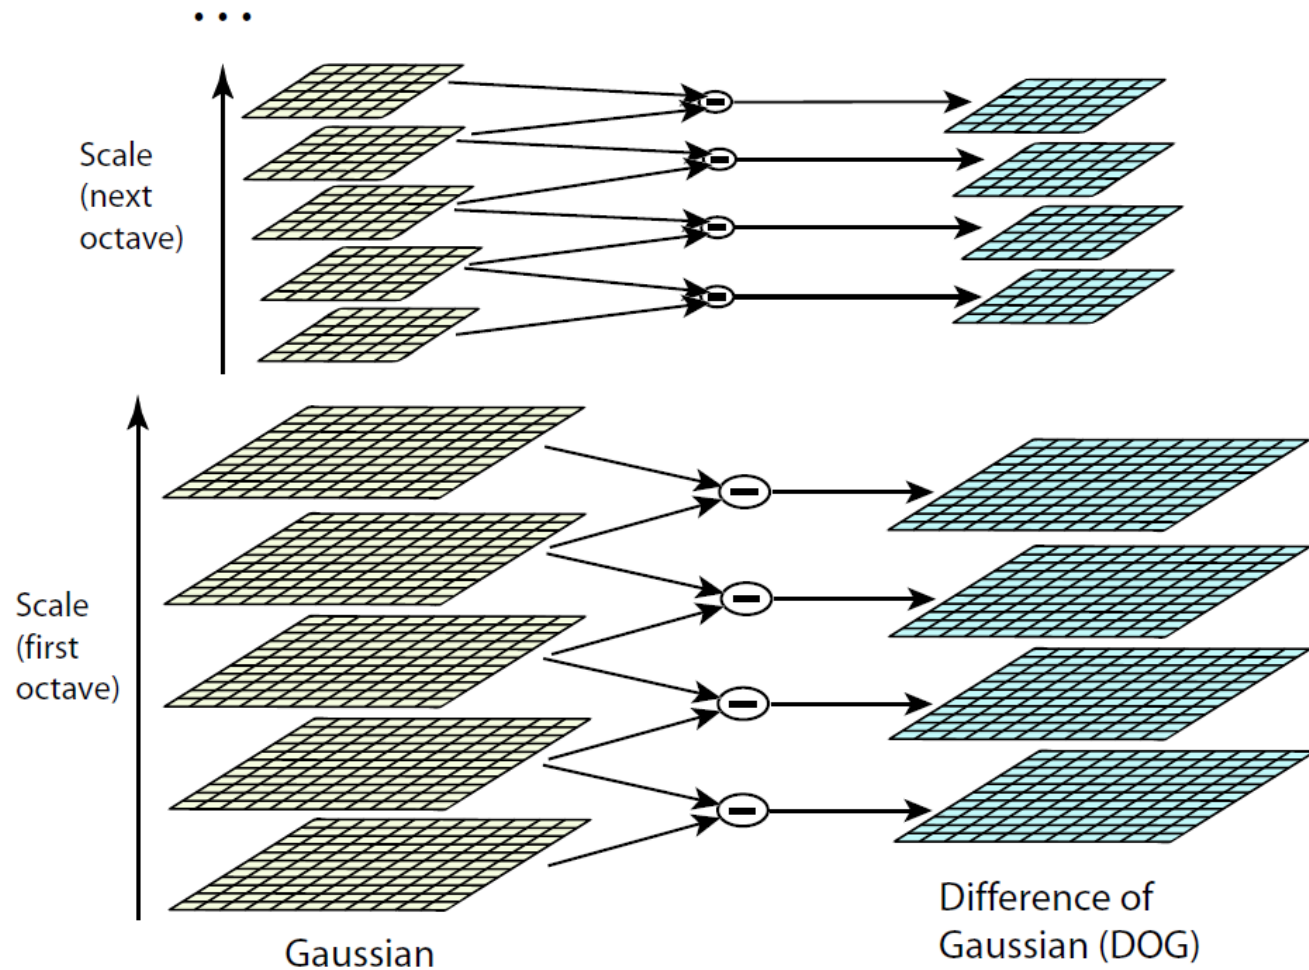 • • •
Scale
(next
octave)
Scale
(first
octave)
Gaussian
Difference of
Gaussian (DOG)